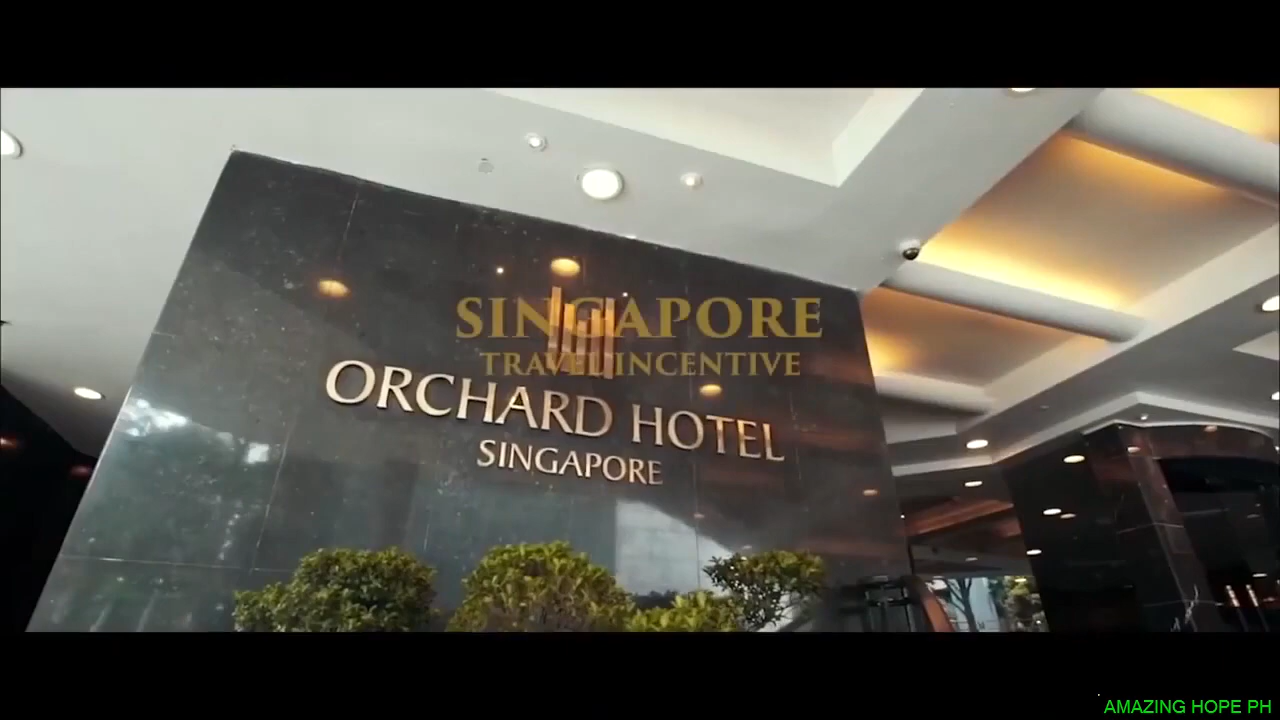 SINGAPORE
TRAVEL INCENTIVE
ORCHARD HOTEL
SINGAPORE
AMAZING HOPE PH